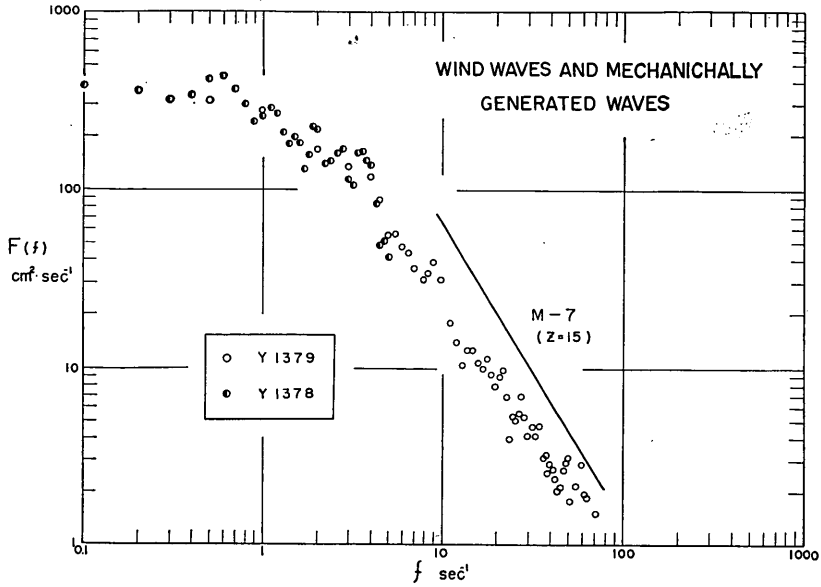 1000
WIND WAVES AND MECHANICHALLY
GENERATED WAVES
100
F(f)
cm²·sec⁻¹
M-7
(Z=15)
10
Y 1379
Y 1378
1
0.1
1
10
100
1000
f sec⁻¹